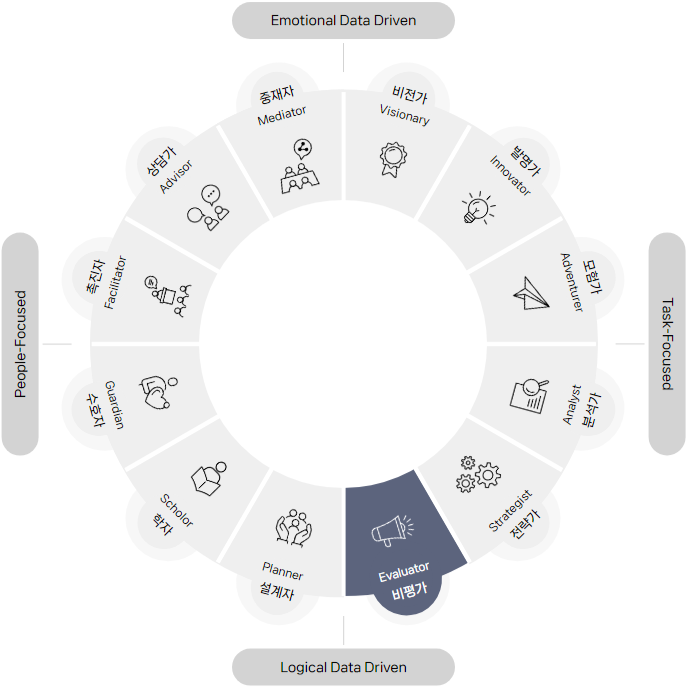 Emotional Data Driven
중재자
Mediator
비전가
Visionary
상담가
Advisor
발명가
Innovator
촉진자
Facilitator
모험가
Adventurer
People-Focused
Task-Focused
수호자
Guardian
Analyst
분석가
Scholor
학자
Strategist
전략가
Planner
설계자
Evaluator
비평가
Logical Data Driven